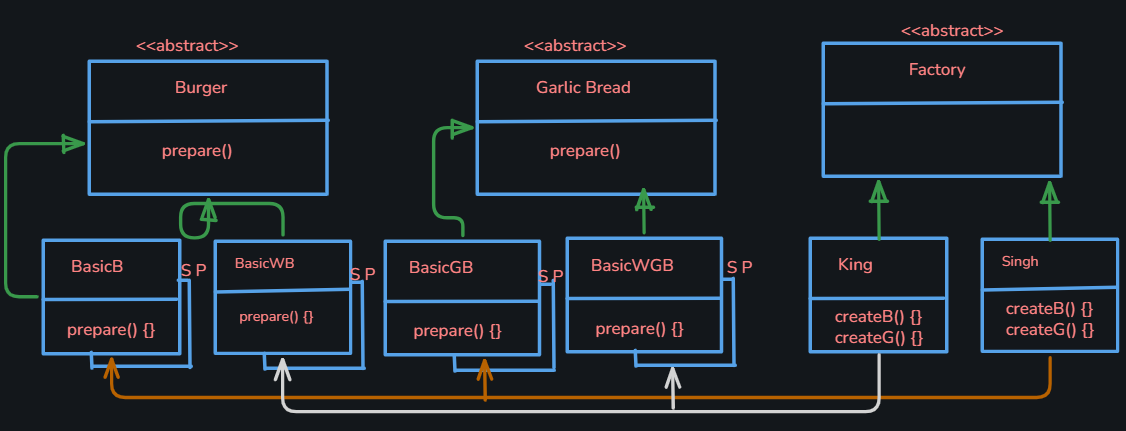 <<abstract>>
Burger
prepare()
<<abstract>>
Garlic Bread
prepare()
<<abstract>>
Factory
BasicB
prepare() {}
S P
BasicWB
prepare() {}
S P
BasicGB
prepare() {}
S P
BasicWGB
prepare() {}
S P
King
createB() {}
createG() {}
Singh
createB() {}
createG() {}